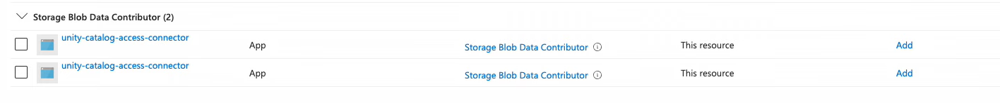 Storage Blob Data Contributor (2)
unity-catalog-access-connector App Storage Blob Data Contributor This resource Add
unity-catalog-access-connector App Storage Blob Data Contributor This resource Add